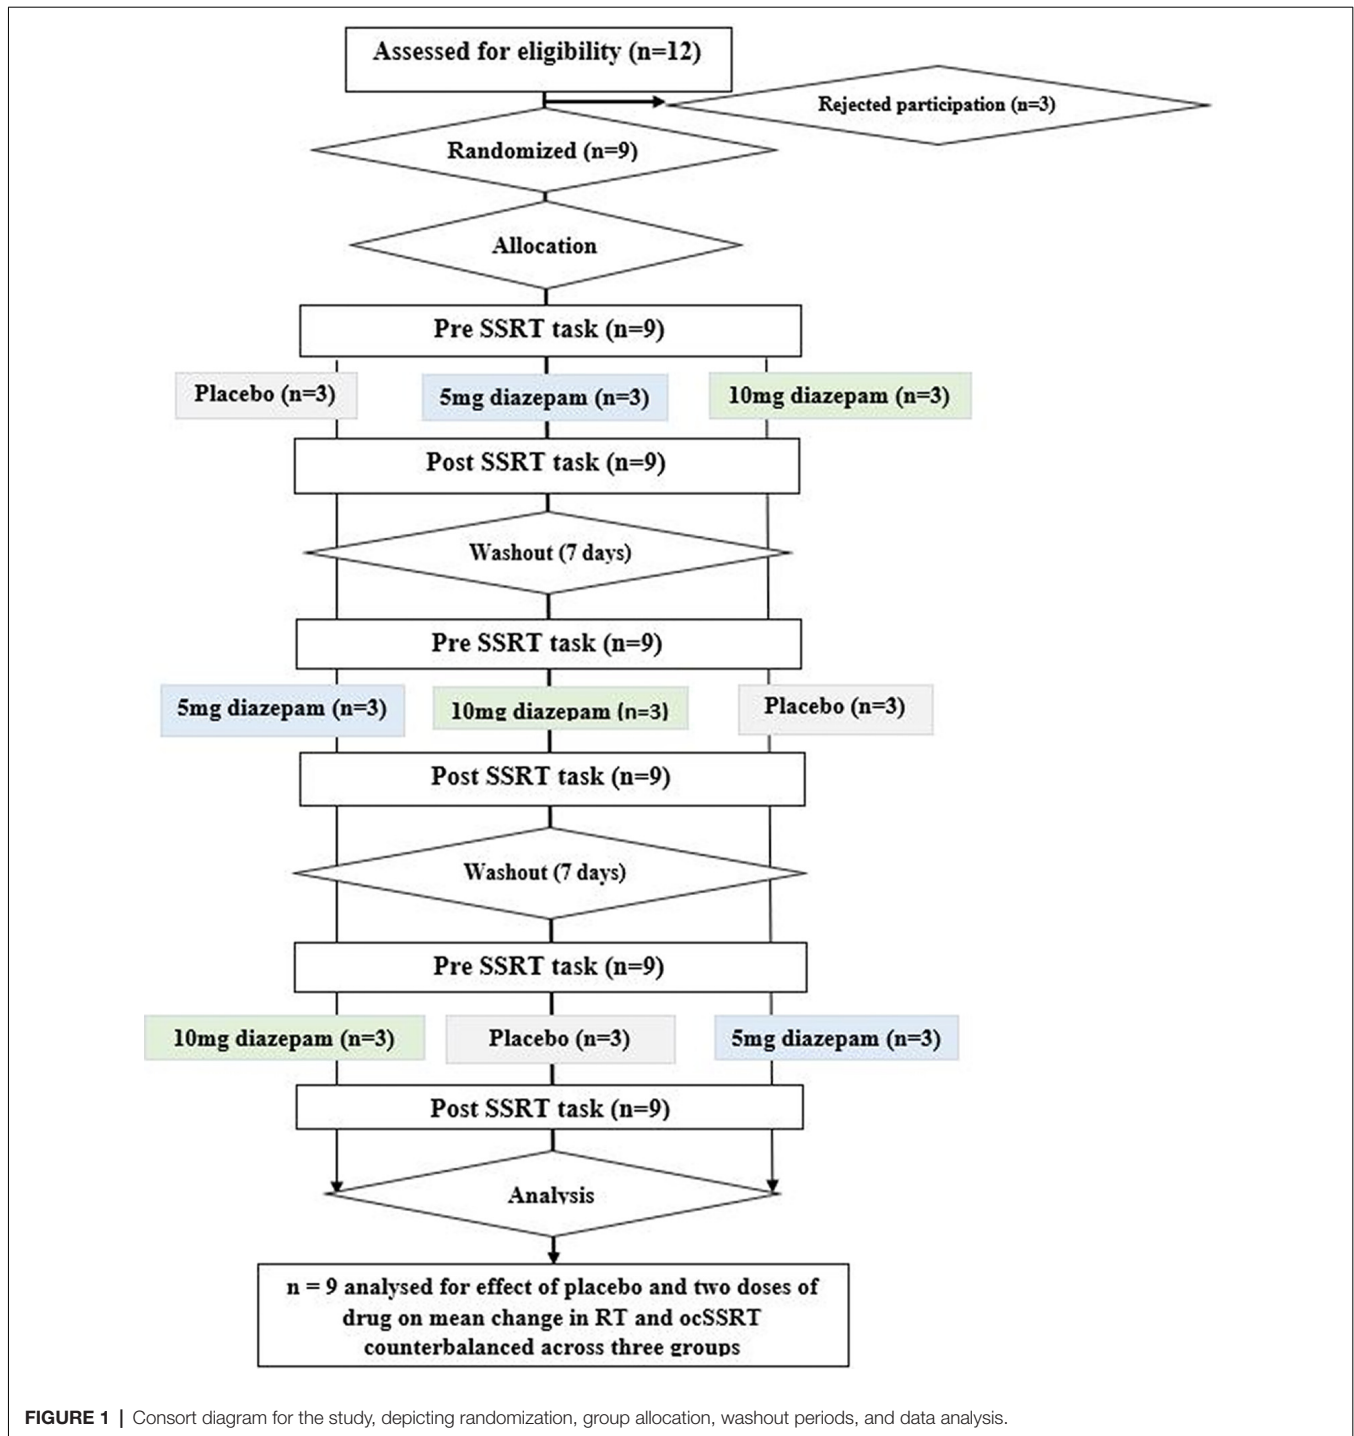 Assessed for eligibility (n=12)
Rejected participation (n=3)
Randomized (n=9)
Allocation
Pre SSRT task (n=9)
Placebo (n=3)
5mg diazepam (n=3)
10mg diazepam (n=3)
Post SSRT task (n=9)
Washout (7 days)
Pre SSRT task (n=9)
5mg diazepam (n=3)
10mg diazepam (n=3)
Placebo (n=3)
Post SSRT task (n=9)
Washout (7 days)
Pre SSRT task (n=9)
10mg diazepam (n=3)
Placebo (n=3)
5mg diazepam (n=3)
Post SSRT task (n=9)
Analysis
n = 9 analysed for effect of placebo and two doses of
drug on mean change in RT and ocSSRT
counterbalanced across three groups
FIGURE 1 | Consort diagram for the study, depicting randomization, group allocation, washout periods, and data analysis.